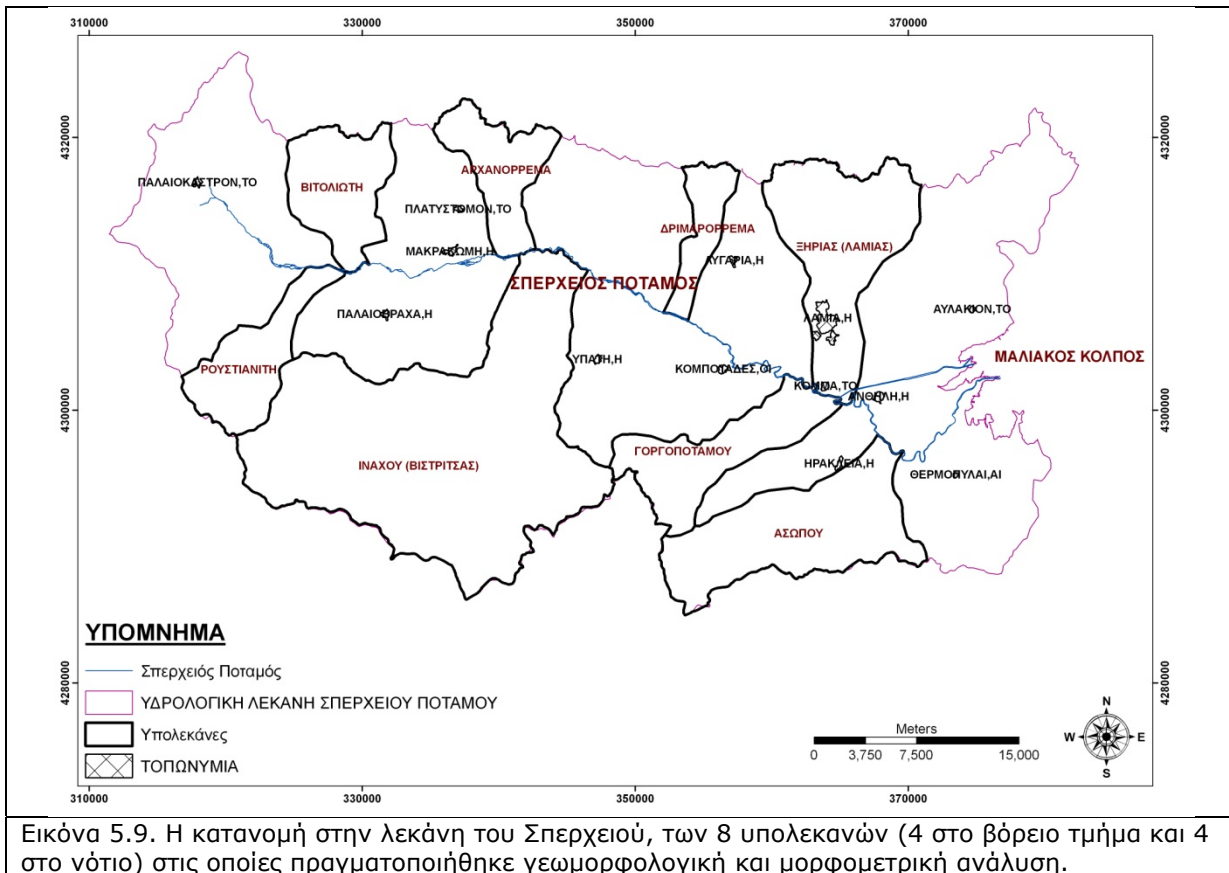 310000 330000 350000 370000
4320000 4320000
4300000 4300000
4280000 4280000
ΠΑΛΑΙΟΚΑΣΤΡΟΝ,ΤΟ
ΒΙΤΟΛΙΩΤΗ
ΑΡΧΑΝΟΡΡΕΜΑ
ΠΛΑΤΥΣΤΟΜΟΝ,ΤΟ
ΜΑΚΡΑΚΩΜΗ,Η
ΔΡΙΜΑΡΟΡΡΕΜΑ
ΛΥΓΑΡΙΑ,Η
ΞΗΡΙΑΣ (ΛΑΜΙΑΣ)
ΣΠΕΡΧΕΙΟΣ ΠΟΤΑΜΟΣ
ΠΑΛΑΙΟΒΡΑΧΑ,Η
ΛΑΜΙΑ,Η
ΑΥΛΑΚΙΟΝ,ΤΟ
ΜΑΛΙΑΚΟΣ ΚΟΛΠΟΣ
ΡΟΥΣΤΙΑΝΙΤΗ
ΥΠΑΤΗ,Η
ΚΟΜΠΟΤΑΔΕΣ,ΟΙ
ΚΟΜΜΑ,ΤΟ
ΑΝΘΗΛΗ,Η
ΙΝΑΧΟΥ (ΒΙΣΤΡΙΤΣΑΣ)
ΓΟΡΓΟΠΟΤΑΜΟΥ
ΗΡΑΚΛΕΙΑ,Η
ΘΕΡΜΟΠΥΛΑΙ,ΑΙ
ΑΣΩΠΟΥ
ΥΠΟΜΝΗΜΑ
Σπερχειός Ποταμός
ΥΔΡΟΛΟΓΙΚΗ ΛΕΚΑΝΗ ΣΠΕΡΧΕΙΟΥ ΠΟΤΑΜΟΥ
Υπολεκάνες
ΤΟΠΩΝΥΜΙΑ
Meters
0 3,750 7,500 15,000
N
W E
S
310000 330000 350000 370000
Εικόνα 5.9. Η κατανομή στην λεκάνη του Σπερχειού, των 8 υπολεκανών (4 στο βόρειο τμήμα και 4
στο νότιο) στις οποίες πραγματοποιήθηκε γεωμορφολογική και μορφομετρική ανάλυση.